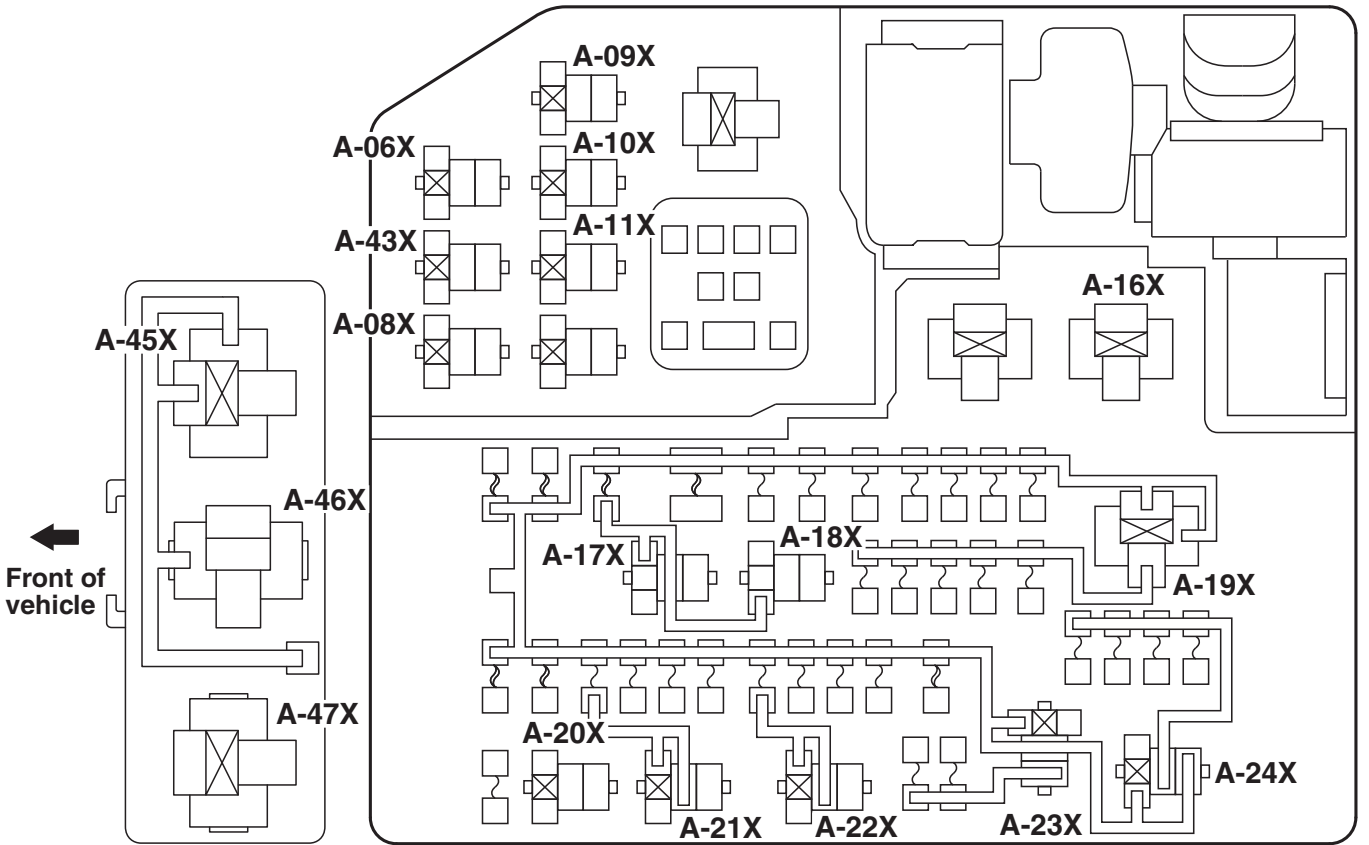 A-09X
A-06X
A-10X
A-11X
A-43X
A-16X
A-08X
A-45X
A-46X
A-18X
A-17X
Front of
vehicle
A-19X
A-47X
A-20X
A-24X
A-21X
A-22X
A-23X